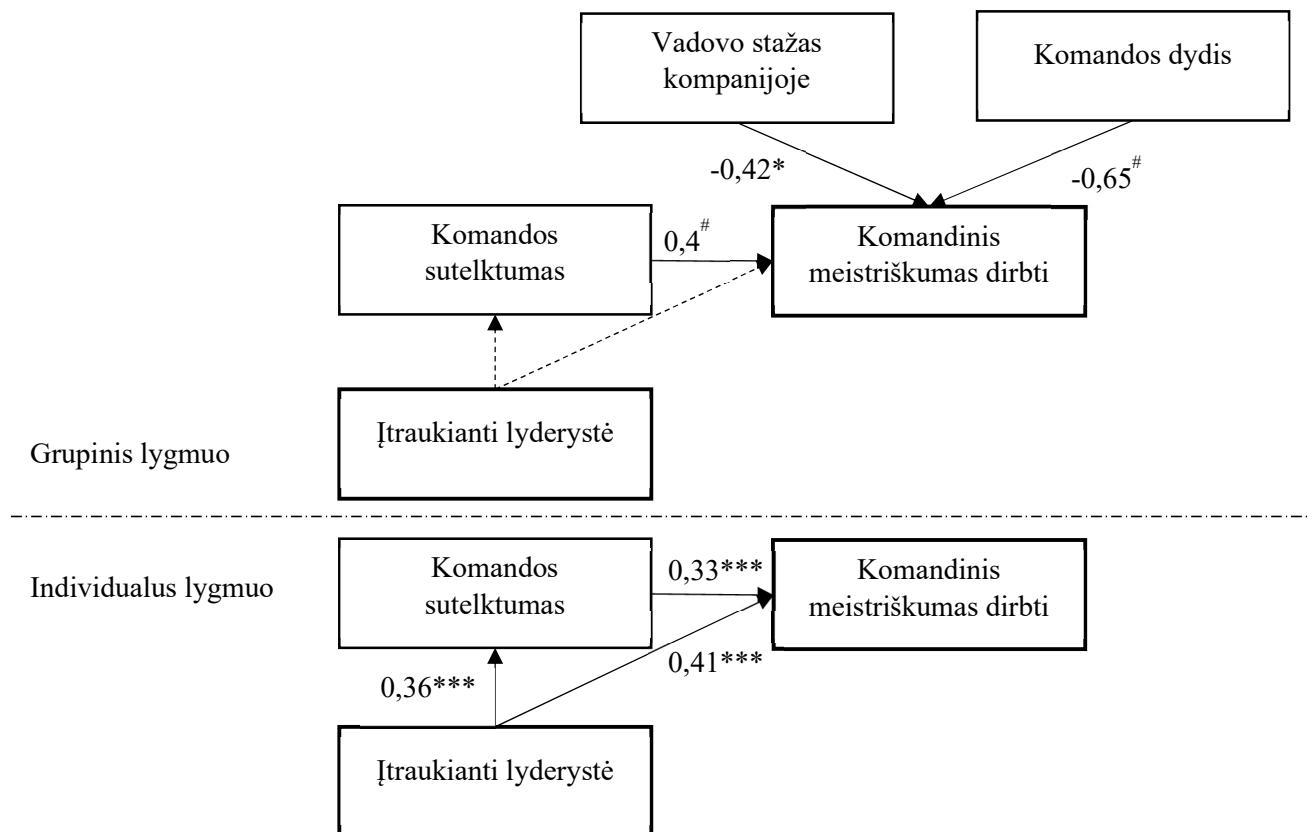 Vadovo stažas
kompanijoje
Komandos dydis
-0,42*
-0,65#
Komandos
sutelktumas
0,4#
Komandinis
meistriškumas dirbti
Įtraukianti lyderystė
Grupinis lygmuo
Individualus lygmuo
Komandos
sutelktumas
0,33***
Komandinis
meistriškumas dirbti
0,41***
0,36***
Įtraukianti lyderystė